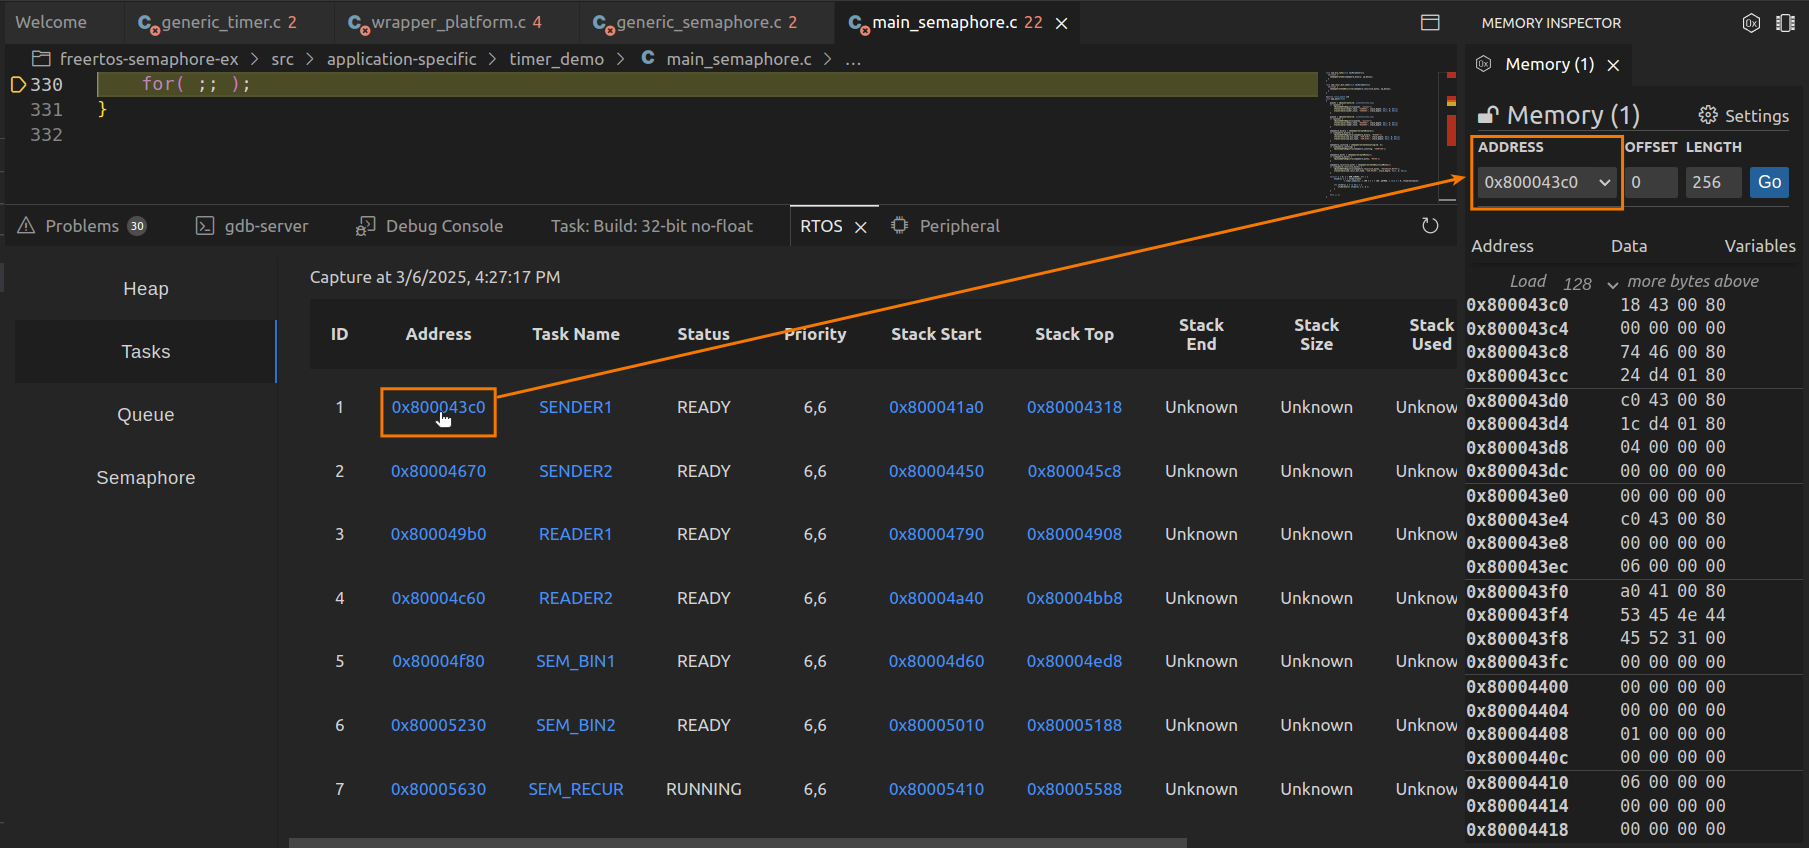 Welcome generic_timer.c 2 wrapper_platform.c 4 generic_semaphore.c 2 main_semaphore.c 22 MEMORY INSPECTOR
freertos-semaphore-ex > src > application-specific > timer_demo > C main_semaphore.c > ...
Memory (1)
330 for( ;; );
331 }
332
Memory (1) Settings
ADDRESS OFFSET LENGTH
0x800043c0 0 256 Go
Problems 30 gdb-server Debug Console Task: Build: 32-bit no-float RTOS Peripheral
Address Data Variables
Load 128 more bytes above
Heap
Tasks
Queue
Semaphore
Capture at 3/6/2025, 4:27:17 PM
ID Address Task Name Status Priority Stack Start Stack Top Stack End Stack Size Stack Used
1 0x800043c0 SENDER1 READY 6,6 0x800041a0 0x80004318 Unknown Unknown Unknow
2 0x80004670 SENDER2 READY 6,6 0x80004450 0x800045c8 Unknown Unknown Unknow
3 0x800049b0 READER1 READY 6,6 0x80004790 0x80004908 Unknown Unknown Unknow
4 0x80004c60 READER2 READY 6,6 0x80004a40 0x80004bb8 Unknown Unknown Unknow
5 0x80004f80 SEM_BIN1 READY 6,6 0x80004d60 0x80004ed8 Unknown Unknown Unknow
6 0x80005230 SEM_BIN2 READY 6,6 0x80005010 0x80005188 Unknown Unknown Unknow
7 0x80005630 SEM_RECUR RUNNING 6,6 0x80005410 0x80005588 Unknown Unknown Unknow
0x800043c0 18 43 00 80
0x800043c4 00 00 00 00
0x800043c8 74 46 00 80
0x800043cc 24 d4 01 80
0x800043d0 c0 43 00 80
0x800043d4 1c d4 01 80
0x800043d8 04 00 00 00
0x800043dc 00 00 00 00
0x800043e0 00 00 00 00
0x800043e4 c0 43 00 80
0x800043e8 00 00 00 00
0x800043ec 06 00 00 00
0x800043f0 a0 41 00 80
0x800043f4 53 45 4e 44
0x800043f8 45 52 31 00
0x800043fc 00 00 00 00
0x80004400 00 00 00 00
0x80004404 00 00 00 00
0x80004408 01 00 00 00
0x8000440c 00 00 00 00
0x80004410 06 00 00 00
0x80004414 00 00 00 00
0x80004418 00 00 00 00